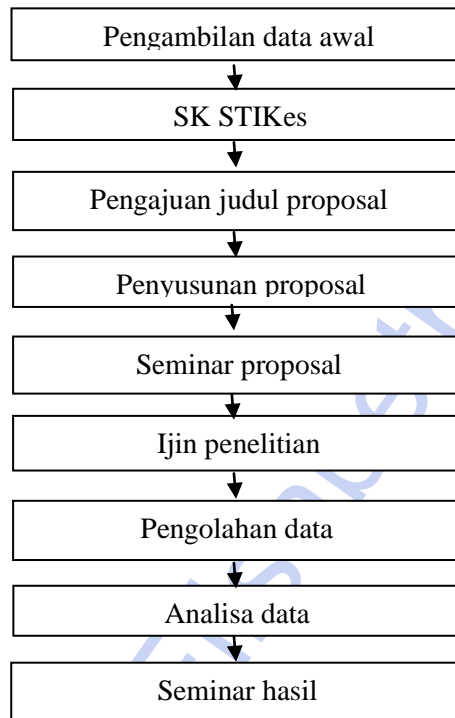 Pengambilan data awal
SK STIKes
Pengajuan judul proposal
Penyusunan proposal
Seminar proposal
Ijin penelitian
Pengolahan data
Analisa data
Seminar hasil